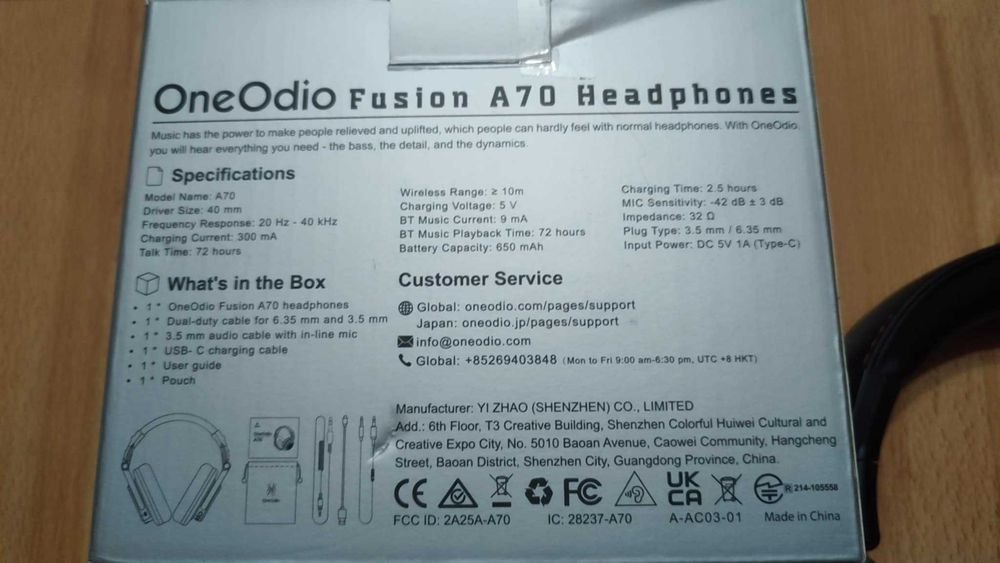 OneOdio Fusion A70 Headphones
Music has the power to make people relieved and uplifted, which people can hardly feel with normal headphones. With OneOdio
you will hear everything you need - the bass, the detail, and the dynamics.
Specifications
Model Name: A70
Driver Size: 40 mm
Frequency Response: 20 Hz - 40 kHz
Charging Current: 300 mA
Talk Time: 72 hours
Wireless Range: ≥ 10m
Charging Voltage: 5 V
BT Music Current: 9 mA
BT Music Playback Time: 72 hours
Battery Capacity: 650 mAh
Charging Time: 2.5 hours
MIC Sensitivity: -42 dB ± 3 dB
Impedance: 32 Ω
Plug Type: 3.5 mm / 6.35 mm
Input Power: DC 5V 1A (Type-C)
What's in the Box
• 1 * OneOdio Fusion A70 headphones
• 1 * Dual-duty cable for 6.35 mm and 3.5 mm
• 1 * 3.5 mm audio cable with in-line mic
• 1 * USB- C charging cable
• 1 * User guide
• 1 * Pouch
Customer Service
Global: oneodio.com/pages/support
Japan: oneodio.jp/pages/support
info@oneodio.com
Global: +85269403848 (Mon to Fri 9:00 am-6:30 pm, UTC +8 HKT)
Manufacturer: YI ZHAO (SHENZHEN) CO., LIMITED
Add.: 6th Floor, T3 Creative Building, Shenzhen Colorful Huiwei Cultural and
Creative Expo City, No. 5010 Baoan Avenue, Caowei Community, Hangcheng
Street, Baoan District, Shenzhen City, Guangdong Province, China.
CE FC UK CA R 214-105558
FCC ID: 2A25A-A70 IC: 28237-A70 A-AC03-01 Made in China